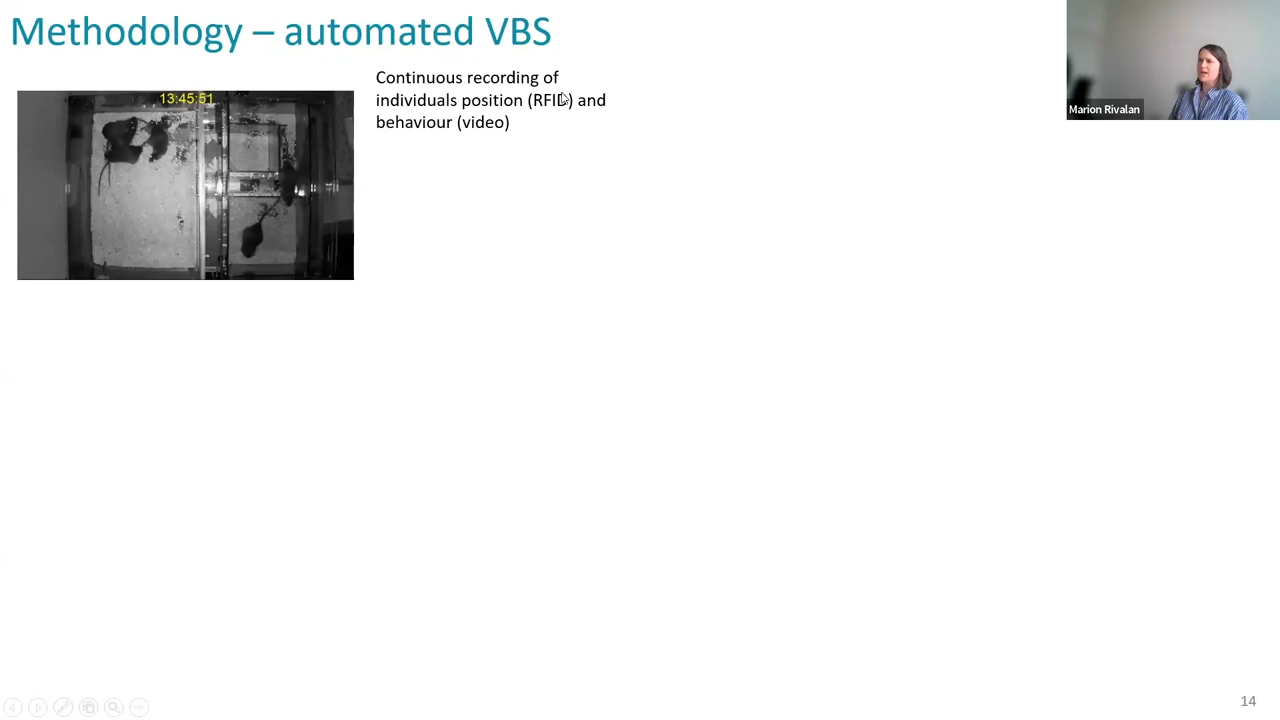 Methodology – automated VBS
13:45:51
Continuous recording of
individuals position (RFID) and
behaviour (video)
Marion Rivalan
14